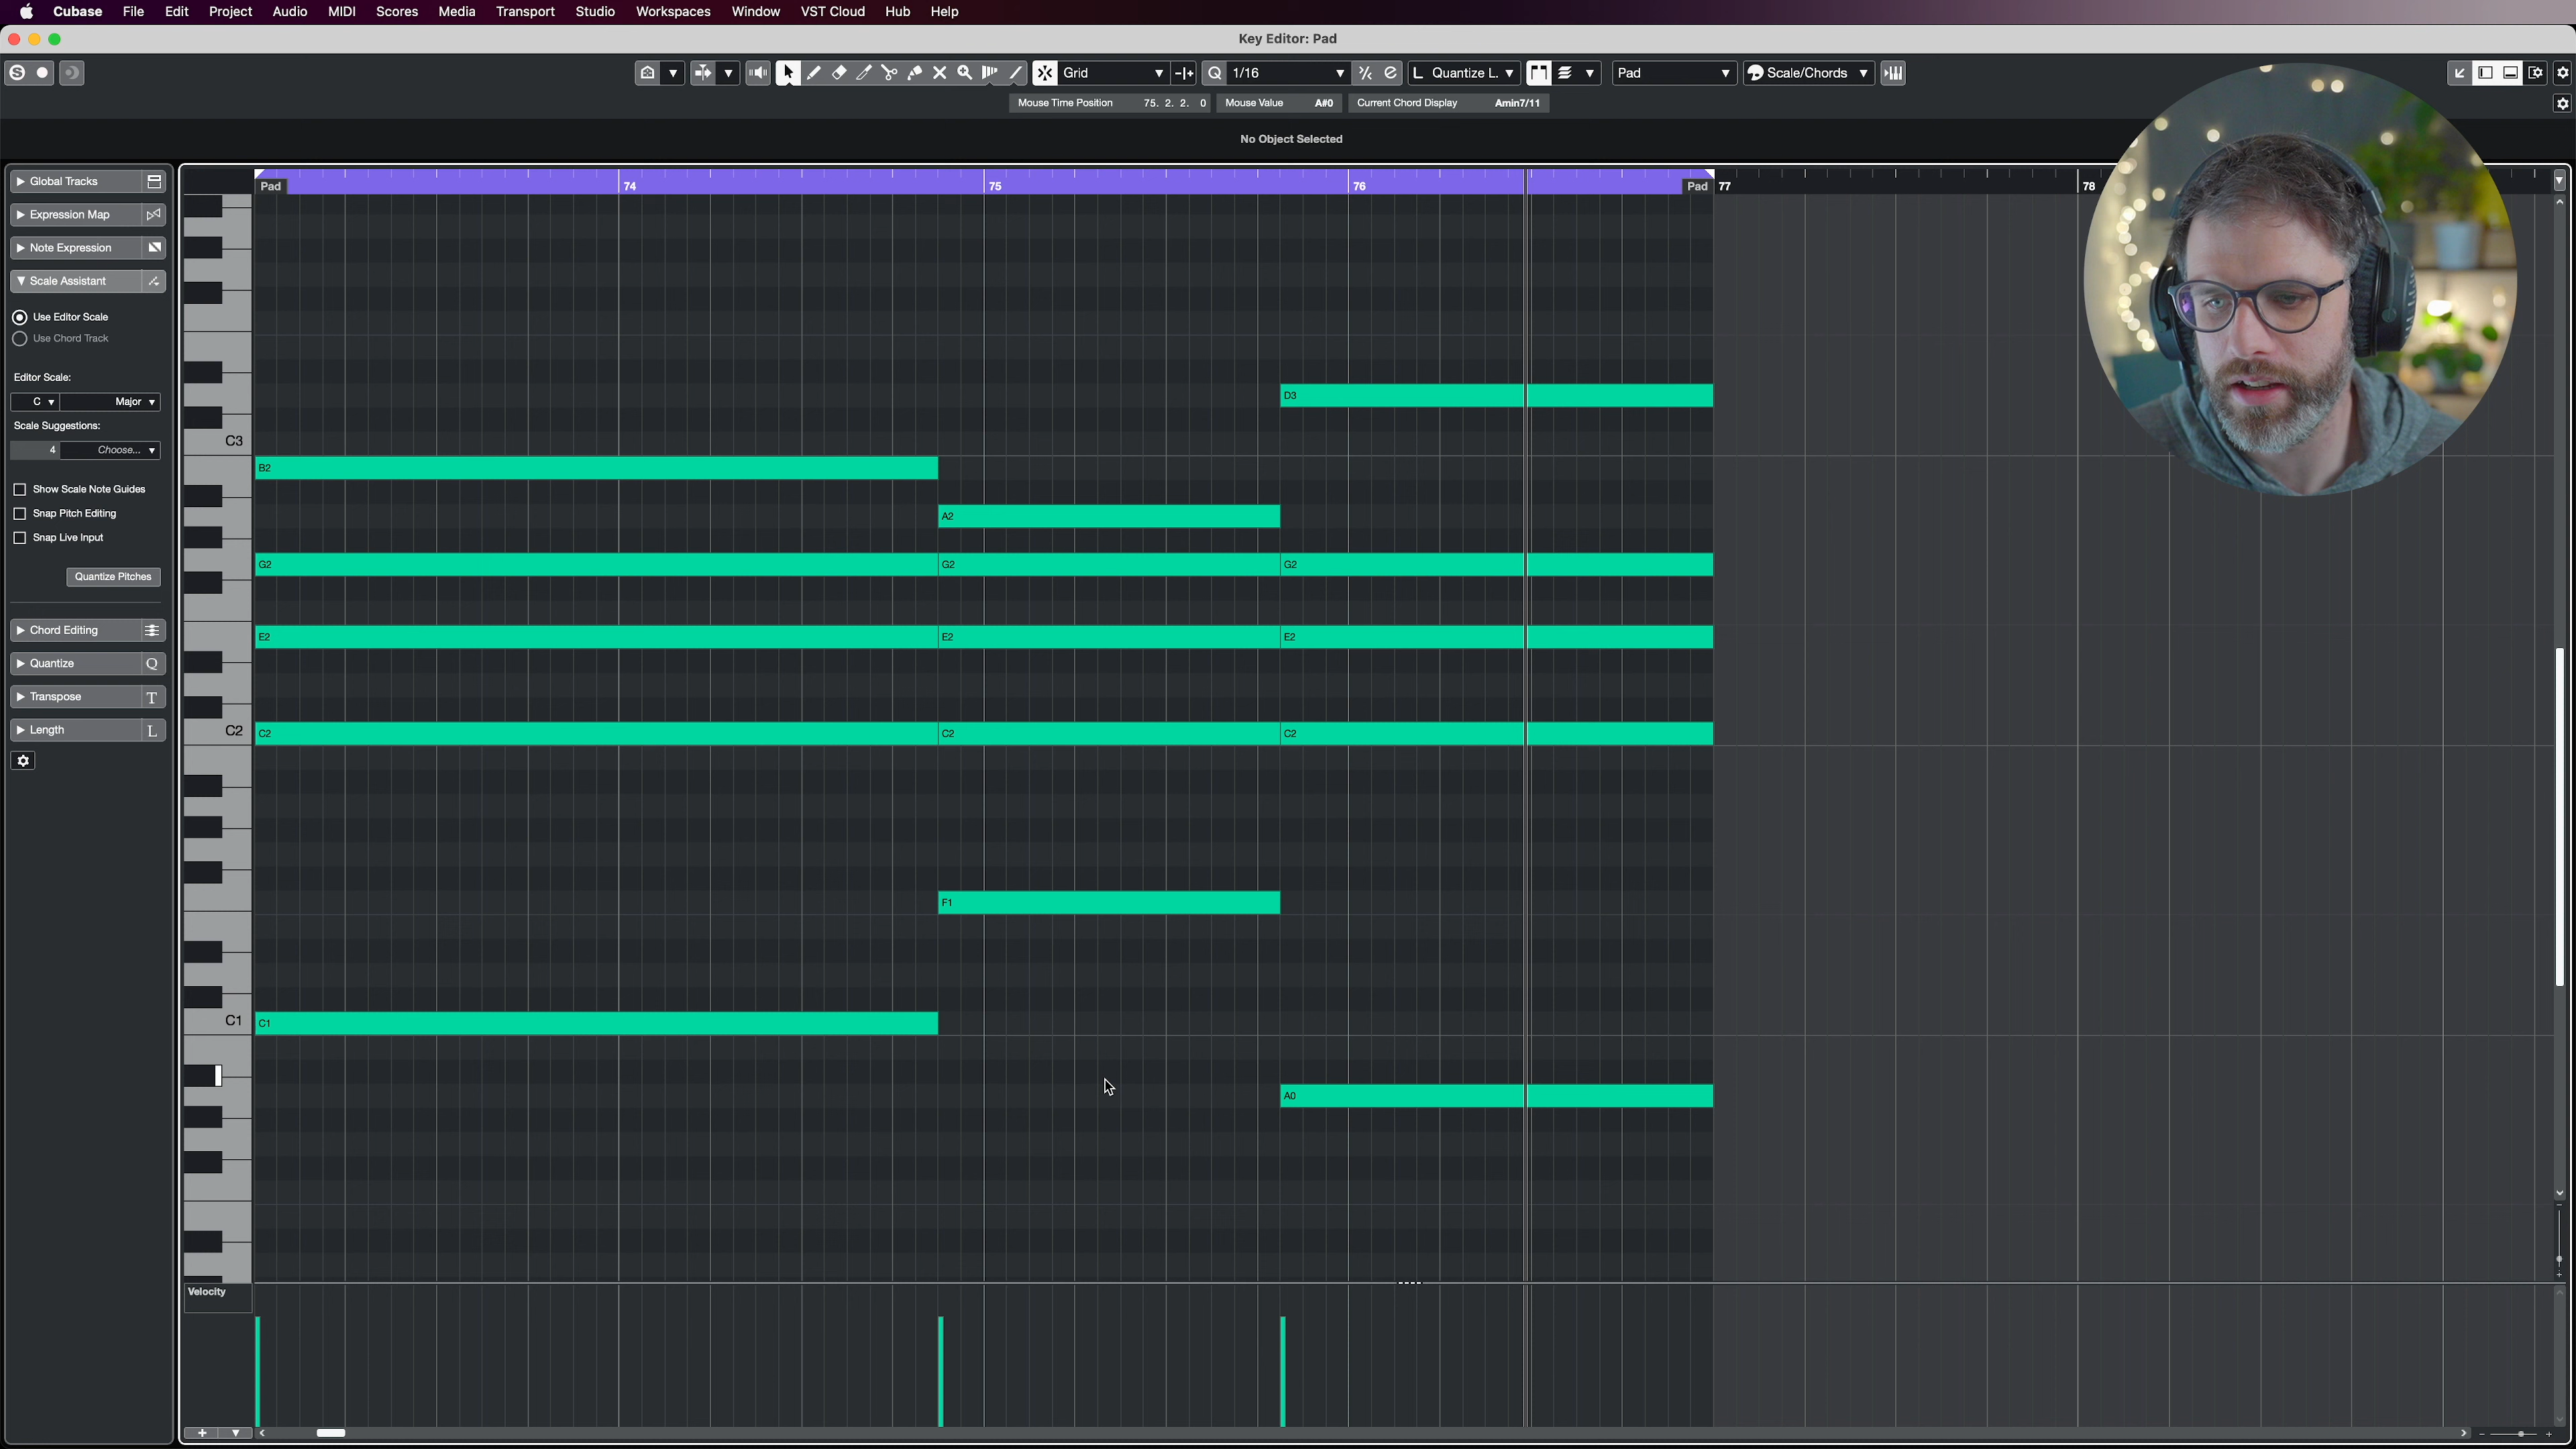 Cubase File Edit Project Audio MIDI Scores Media Transport Studio Workspaces Window VST Cloud Hub Help
Key Editor: Pad
S Q 1/16 Grid L Quantize L. Pad Scale/Chords
Mouse Time Position 75. 2. 2. 0 Mouse Value A#0 Current Chord Display Amin7/11
No Object Selected
Global Tracks
Expression Map
Note Expression
Scale Assistant
Use Editor Scale
Use Chord Track
Editor Scale:
C Major
Scale Suggestions:
4 Choose...
Show Scale Note Guides
Snap Pitch Editing
Snap Live Input
Quantize Pitches
Chord Editing
Quantize Q
Transpose T
Length L
Pad 74 75 76 Pad 77 78
D3
C3
B2
A2
G2 G2 G2
E2 E2 E2
C2 C2 C2 C2
F1
C1 C1
A0
Velocity